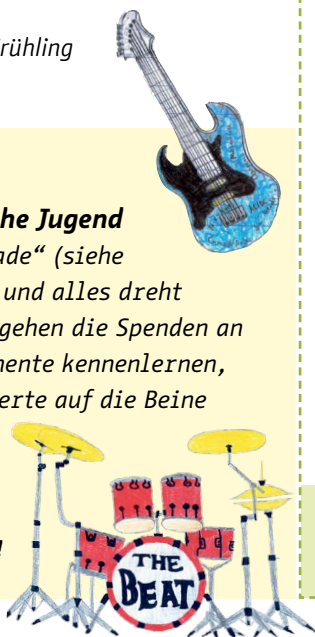 rühling
he Jugend
ade“ (siehe
und alles dreht
gehen die Spenden an
mente kennenlernen,
erte auf die Beine
THE
BEAT